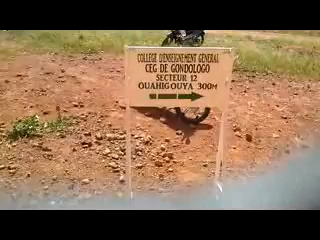 COLLEGE D'ENSEIGNEMENT GENERAL
CEG DE GONDOLOGO
SECTEUR 12
OUAHIGOUYA 300M